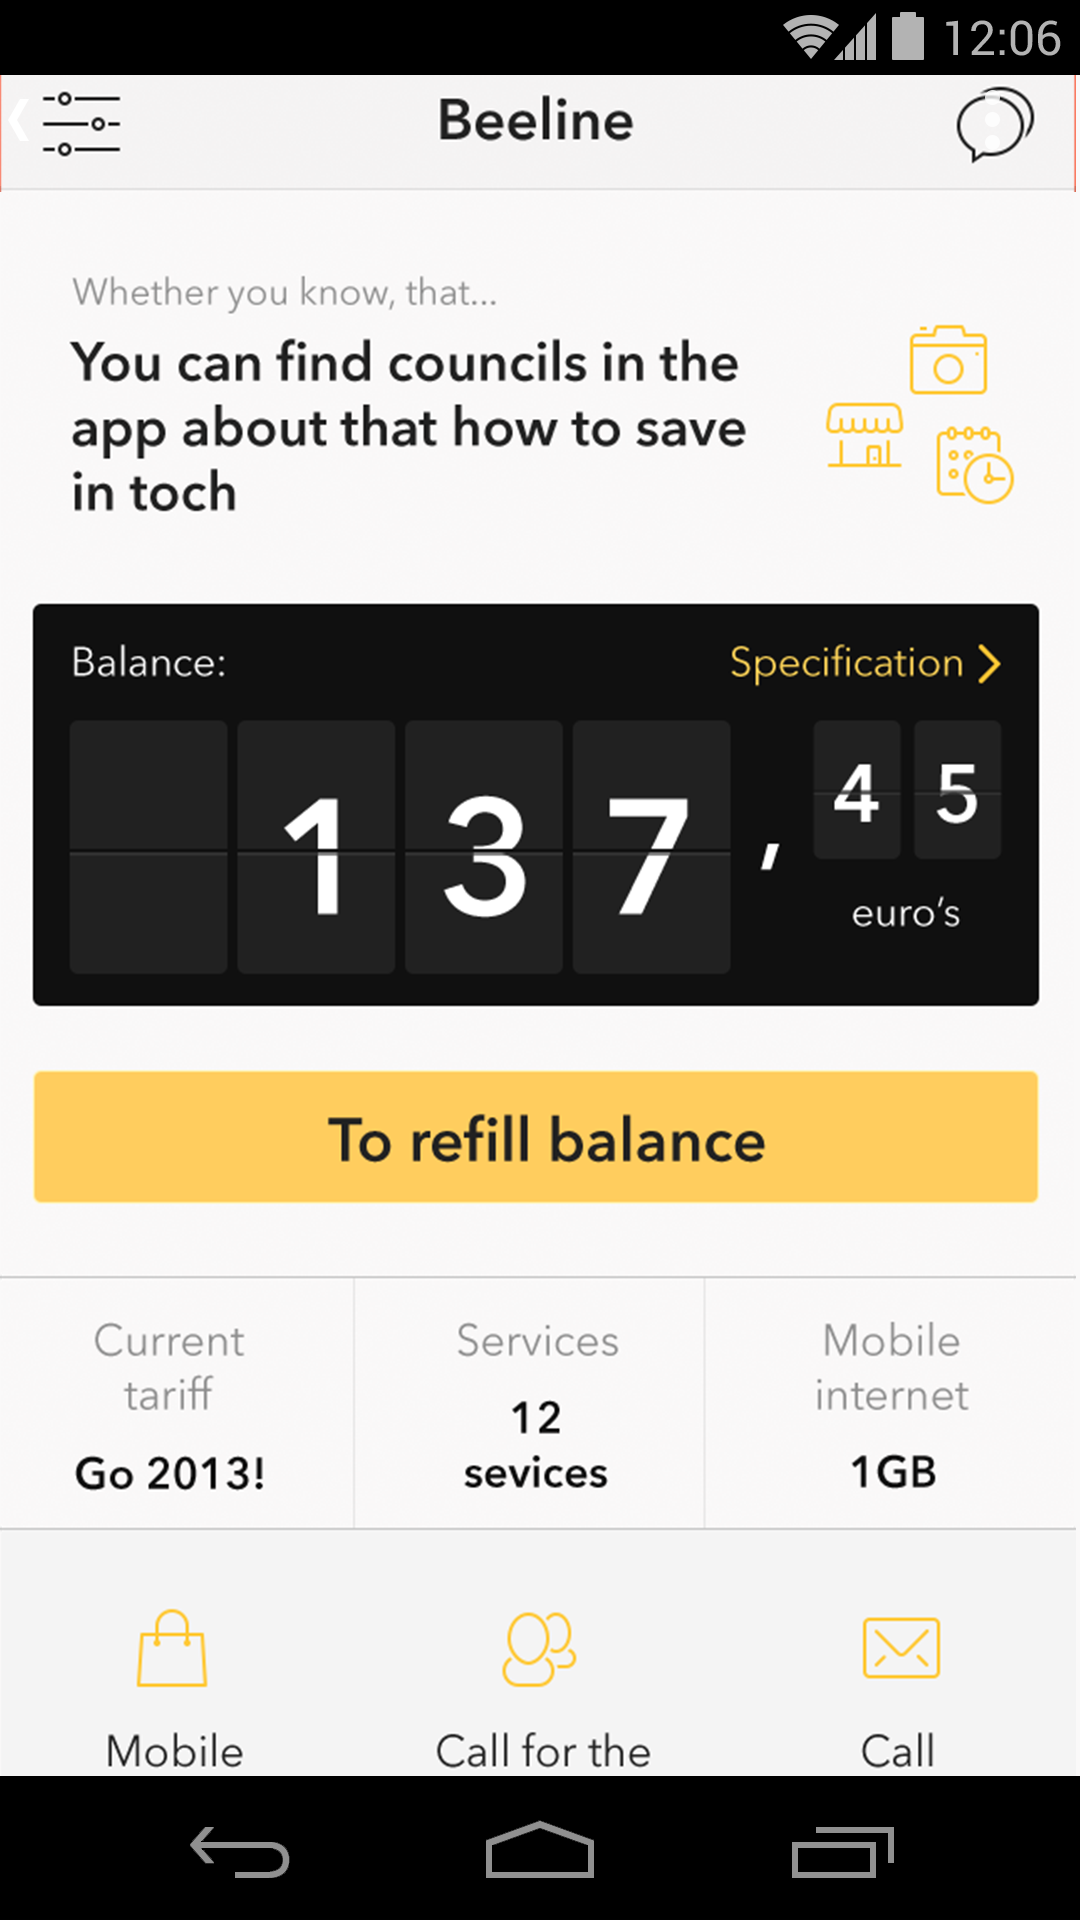 12:06
Beeline
Whether you know, that...
You can find councils in the
app about that how to save
in toch
Balance:
Specification
137,45
euro's
To refill balance
Current
tariff
Go 2013!
Services
12
sevices
Mobile
internet
1GB
Mobile
Call for the
Call